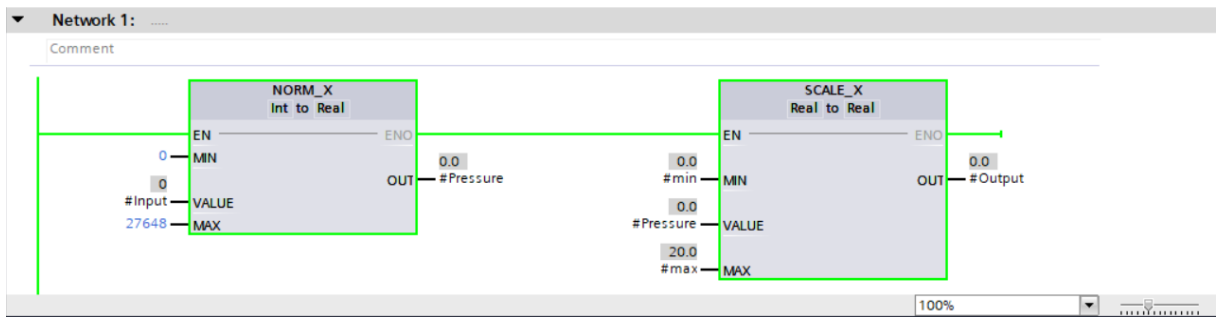 Network 1: ......
Comment
NORM_X
Int to Real
EN ENO
0 MIN
0.0
OUT #Pressure
0
#Input VALUE
27648 MAX
SCALE_X
Real to Real
EN ENO
0.0
#min MIN
0.0
OUT #Output
0.0
#Pressure VALUE
20.0
#max MAX
100%